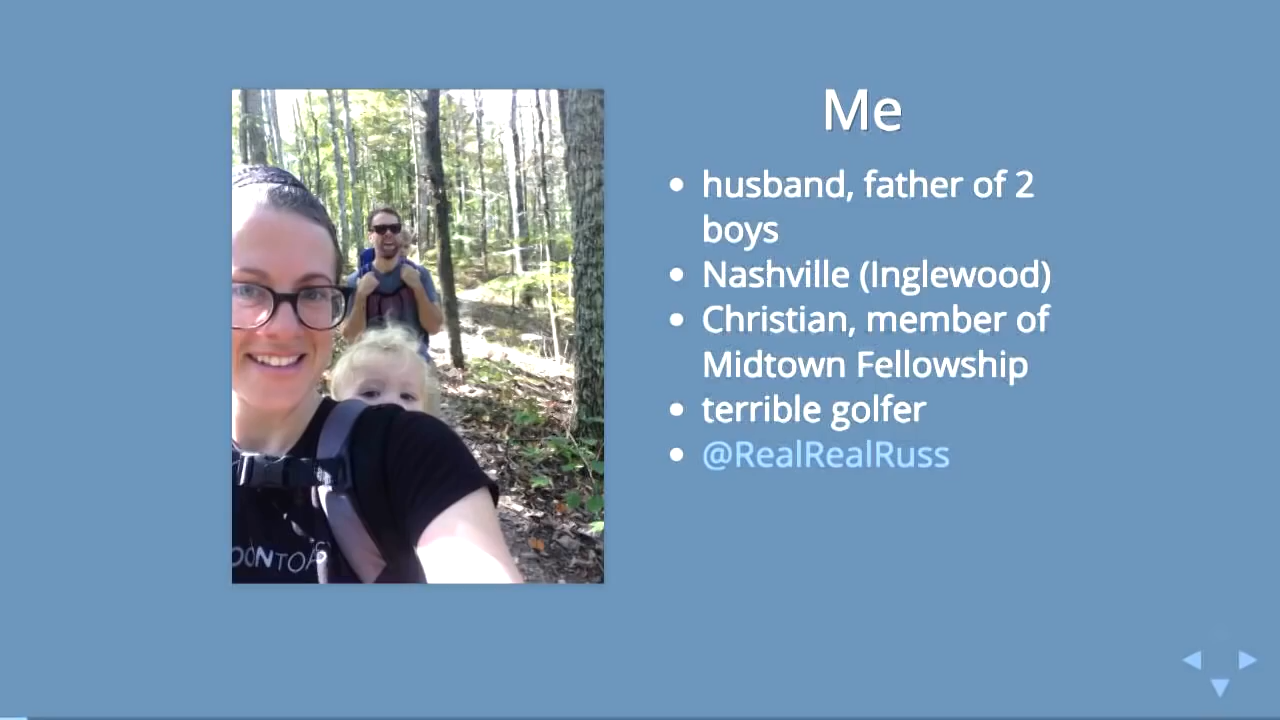 Me
husband, father of 2
boys
Nashville (Inglewood)
Christian, member of
Midtown Fellowship
terrible golfer
@RealRealRuss